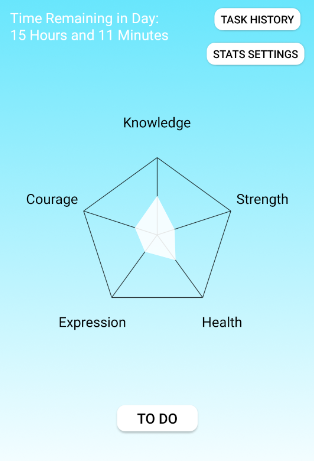 Time Remaining in Day:
15 Hours and 11 Minutes
TASK HISTORY
STATS SETTINGS
Knowledge
Courage
Strength
Expression
Health
TO DO